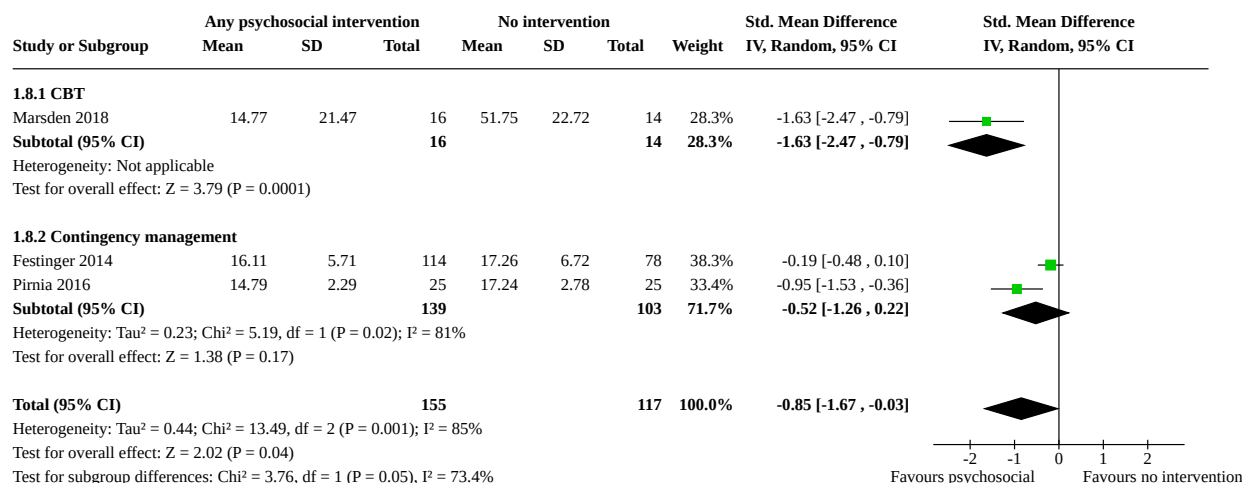 Any psychosocial intervention No intervention Std. Mean Difference Std. Mean Difference
Study or Subgroup Mean SD Total Mean SD Total Weight IV, Random, 95% CI IV, Random, 95% CI
1.8.1 CBT
Marsden 2018 14.77 21.47 16 51.75 22.72 14 28.3% -1.63 [-2.47 , -0.79]
Subtotal (95% CI) 16 14 28.3% -1.63 [-2.47 , -0.79]
Heterogeneity: Not applicable
Test for overall effect: Z = 3.79 (P = 0.0001)
1.8.2 Contingency management
Festinger 2014 16.11 5.71 114 17.26 6.72 78 38.3% -0.19 [-0.48 , 0.10]
Pirnia 2016 14.79 2.29 25 17.24 2.78 25 33.4% -0.95 [-1.53 , -0.36]
Subtotal (95% CI) 139 103 71.7% -0.52 [-1.26 , 0.22]
Heterogeneity: Tau² = 0.23; Chi² = 5.19, df = 1 (P = 0.02); I² = 81%
Test for overall effect: Z = 1.38 (P = 0.17)
Total (95% CI) 155 117 100.0% -0.85 [-1.67 , -0.03]
Heterogeneity: Tau² = 0.44; Chi² = 13.49, df = 2 (P = 0.001); I² = 85%
Test for overall effect: Z = 2.02 (P = 0.04)
-2 -1 0 1 2
Test for subgroup differences: Chi² = 3.76, df = 1 (P = 0.05), I² = 73.4% Favours psychosocial Favours no intervention